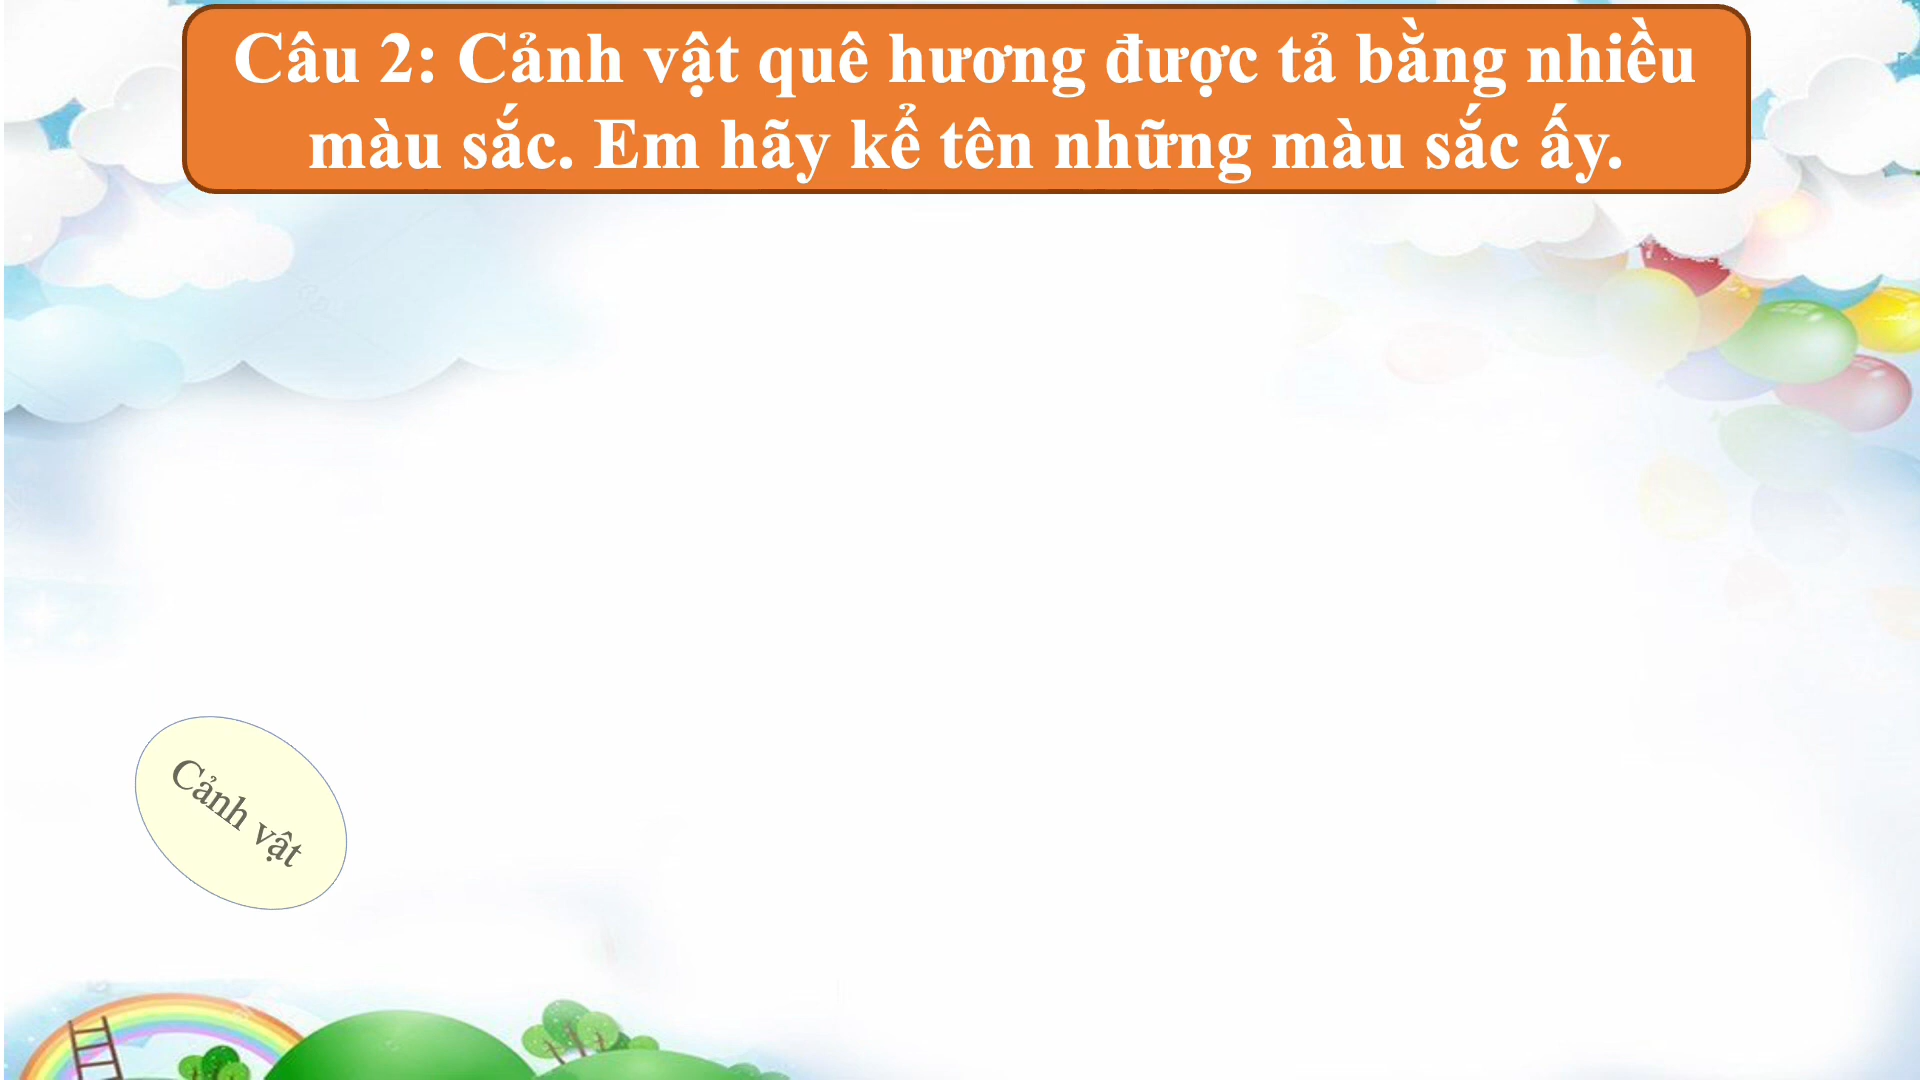 Câu 2: Cảnh vật quê hương được tả bằng nhiều
màu sắc. Em hãy kể tên những màu sắc ấy.
Cảnh vật